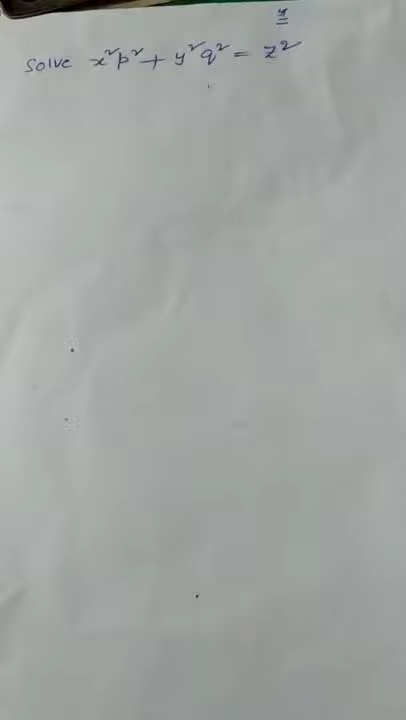 Solve x²p² + y²q² = z²